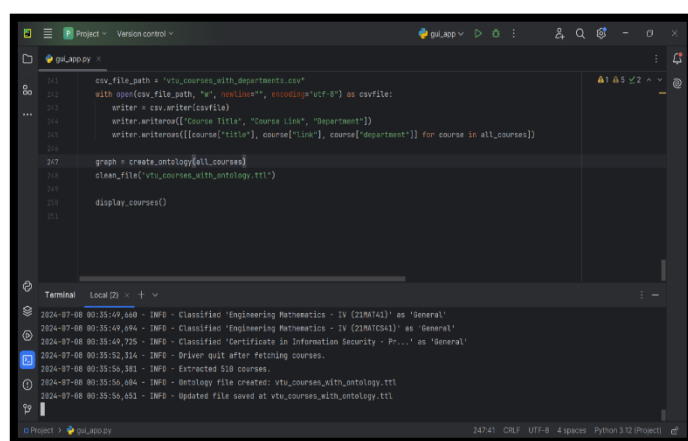 Project Version control gui_app
gui_app.py
241 csv_file_path = "vtu_courses_with_departments.csv" 1 5 2
242 with open(csv_file_path, "w", newline="", encoding="utf-8") as csvfile:
243 writer = csv.writer(csvfile)
244 writer.writerow(["Course Title", "Course Link", "Department"])
245 writer.writerows([[course["title"], course["link"], course["department"]] for course in all_courses])
246
247 graph = create_ontology(all_courses)
248 clean_file("vtu_courses_with_ontology.ttl")
249
250 display_courses()
251
Terminal Local (2)
2024-07-08 00:35:49,660 - INFO - Classified 'Engineering Mathematics - IV (21MAT41)' as 'General'
2024-07-08 00:35:49,694 - INFO - Classified 'Engineering Mathematics - IV (21MATCS41)' as 'General'
2024-07-08 00:35:49,725 - INFO - Classified 'Certificate in Information Security - Pr...' as 'General'
2024-07-08 00:35:52,314 - INFO - Driver quit after fetching courses.
2024-07-08 00:35:56,381 - INFO - Extracted 510 courses.
2024-07-08 00:35:56,604 - INFO - Ontology file created: vtu_courses_with_ontology.ttl
2024-07-08 00:35:56,651 - INFO - Updated file saved at vtu_courses_with_ontology.ttl
Project > gui_app.py 247:41 CRLF UTF-8 4 spaces Python 3.12 (Project)